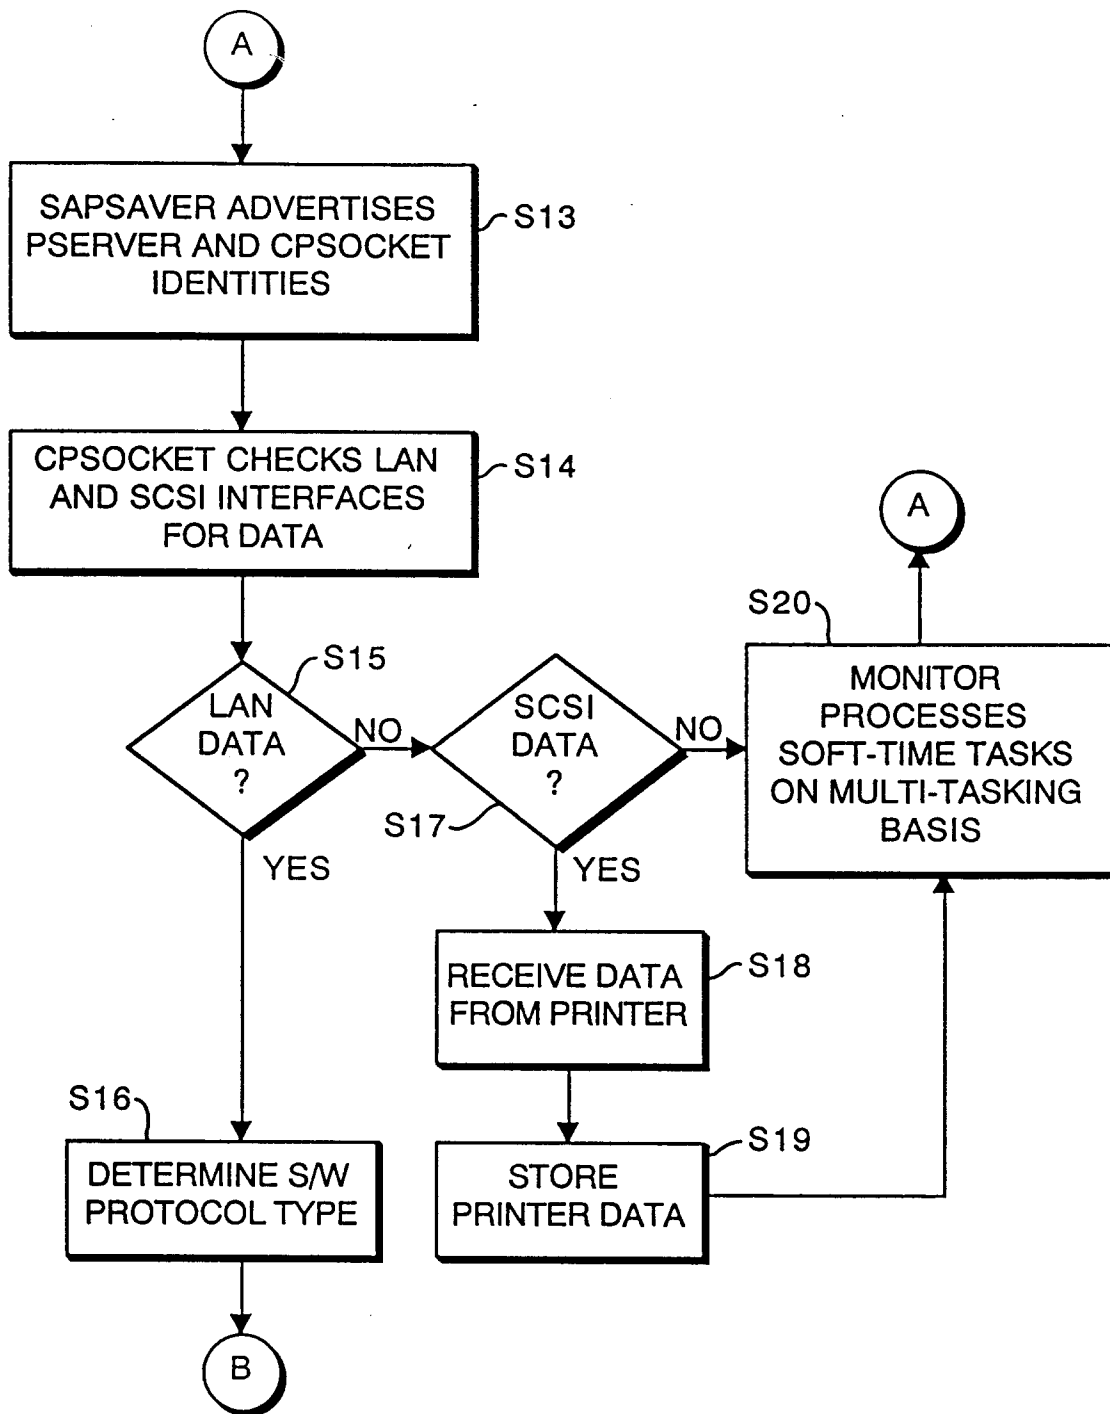 A
SAPSAVER ADVERTISES
PSERVER AND CPSOCKET
IDENTITIES
S13
CPSOCKET CHECKS LAN
AND SCSI INTERFACES
FOR DATA
S14
LAN
DATA
?
S15
NO
YES
SCSI
DATA
?
S17
NO
YES
A
S20
MONITOR
PROCESSES
SOFT-TIME TASKS
ON MULTI-TASKING
BASIS
RECEIVE DATA
FROM PRINTER
S18
STORE
PRINTER DATA
S19
S16
DETERMINE S/W
PROTOCOL TYPE
B